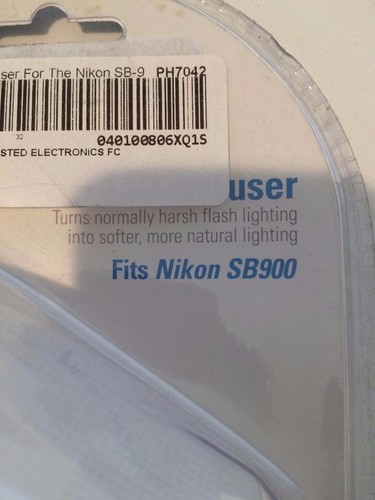 user For The Nikon SB-9 PH7042
32
040100806XQ1S
STED ELECTRONICS FC
user
Turns normally harsh flash lighting
into softer, more natural lighting
Fits Nikon SB900